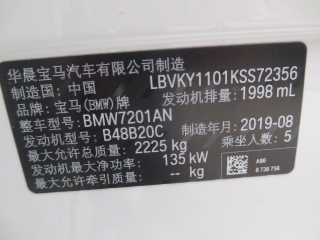 华晨宝马汽车有限公司制造
制造国：中国 LBVKY1101KSS72356
品牌：宝马(BMW) 发动机排量：1998 mL
整车型号：BMW7201AN
发动机型号：B48B20C 制造年月：2019-08
最大允许总质量：2225 kg 乘坐人数：5
发动机最大净功率：135 kW
最大允许牵引质量：-- kg
A96
8 738 756